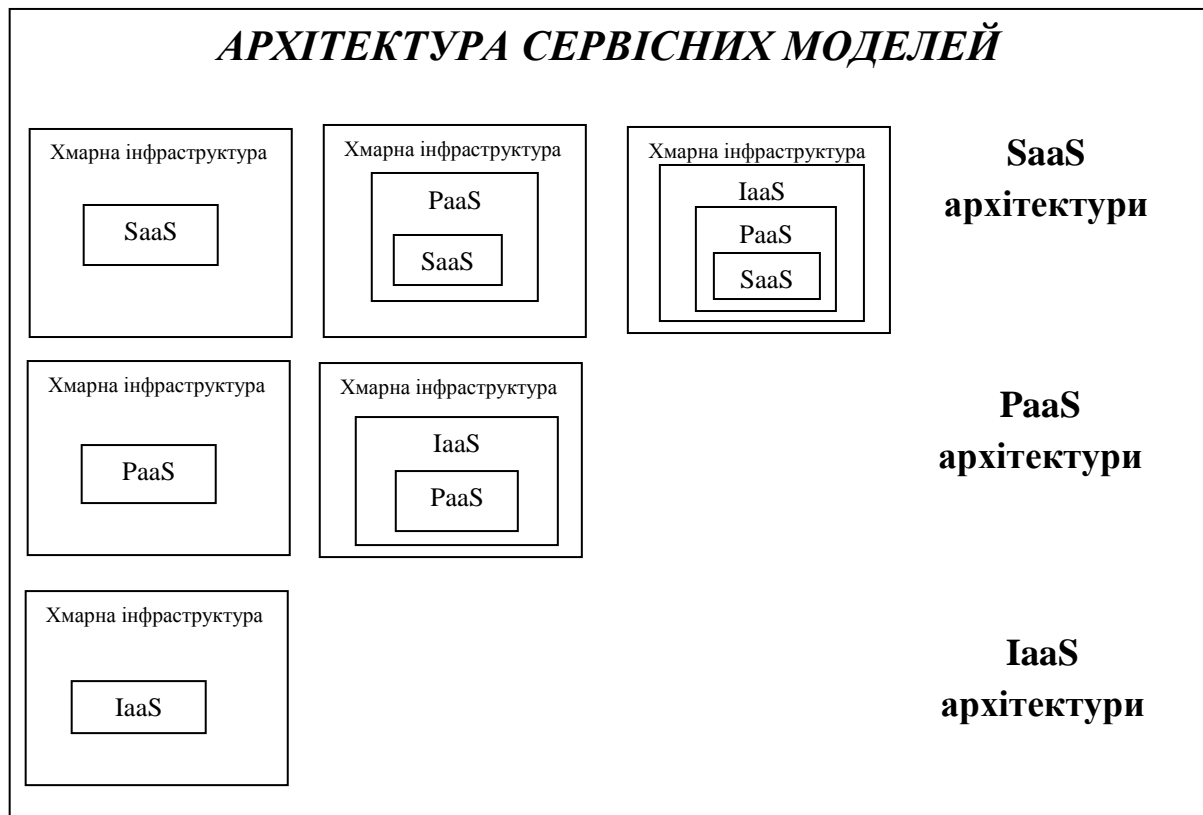 АРХІТЕКТУРА СЕРВІСНИХ МОДЕЛЕЙ
Хмарна інфраструктура
SaaS
Хмарна інфраструктура
PaaS
SaaS
Хмарна інфраструктура
IaaS
PaaS
SaaS
SaaS
архітектури
Хмарна інфраструктура
PaaS
Хмарна інфраструктура
IaaS
PaaS
PaaS
архітектури
Хмарна інфраструктура
IaaS
IaaS
архітектури